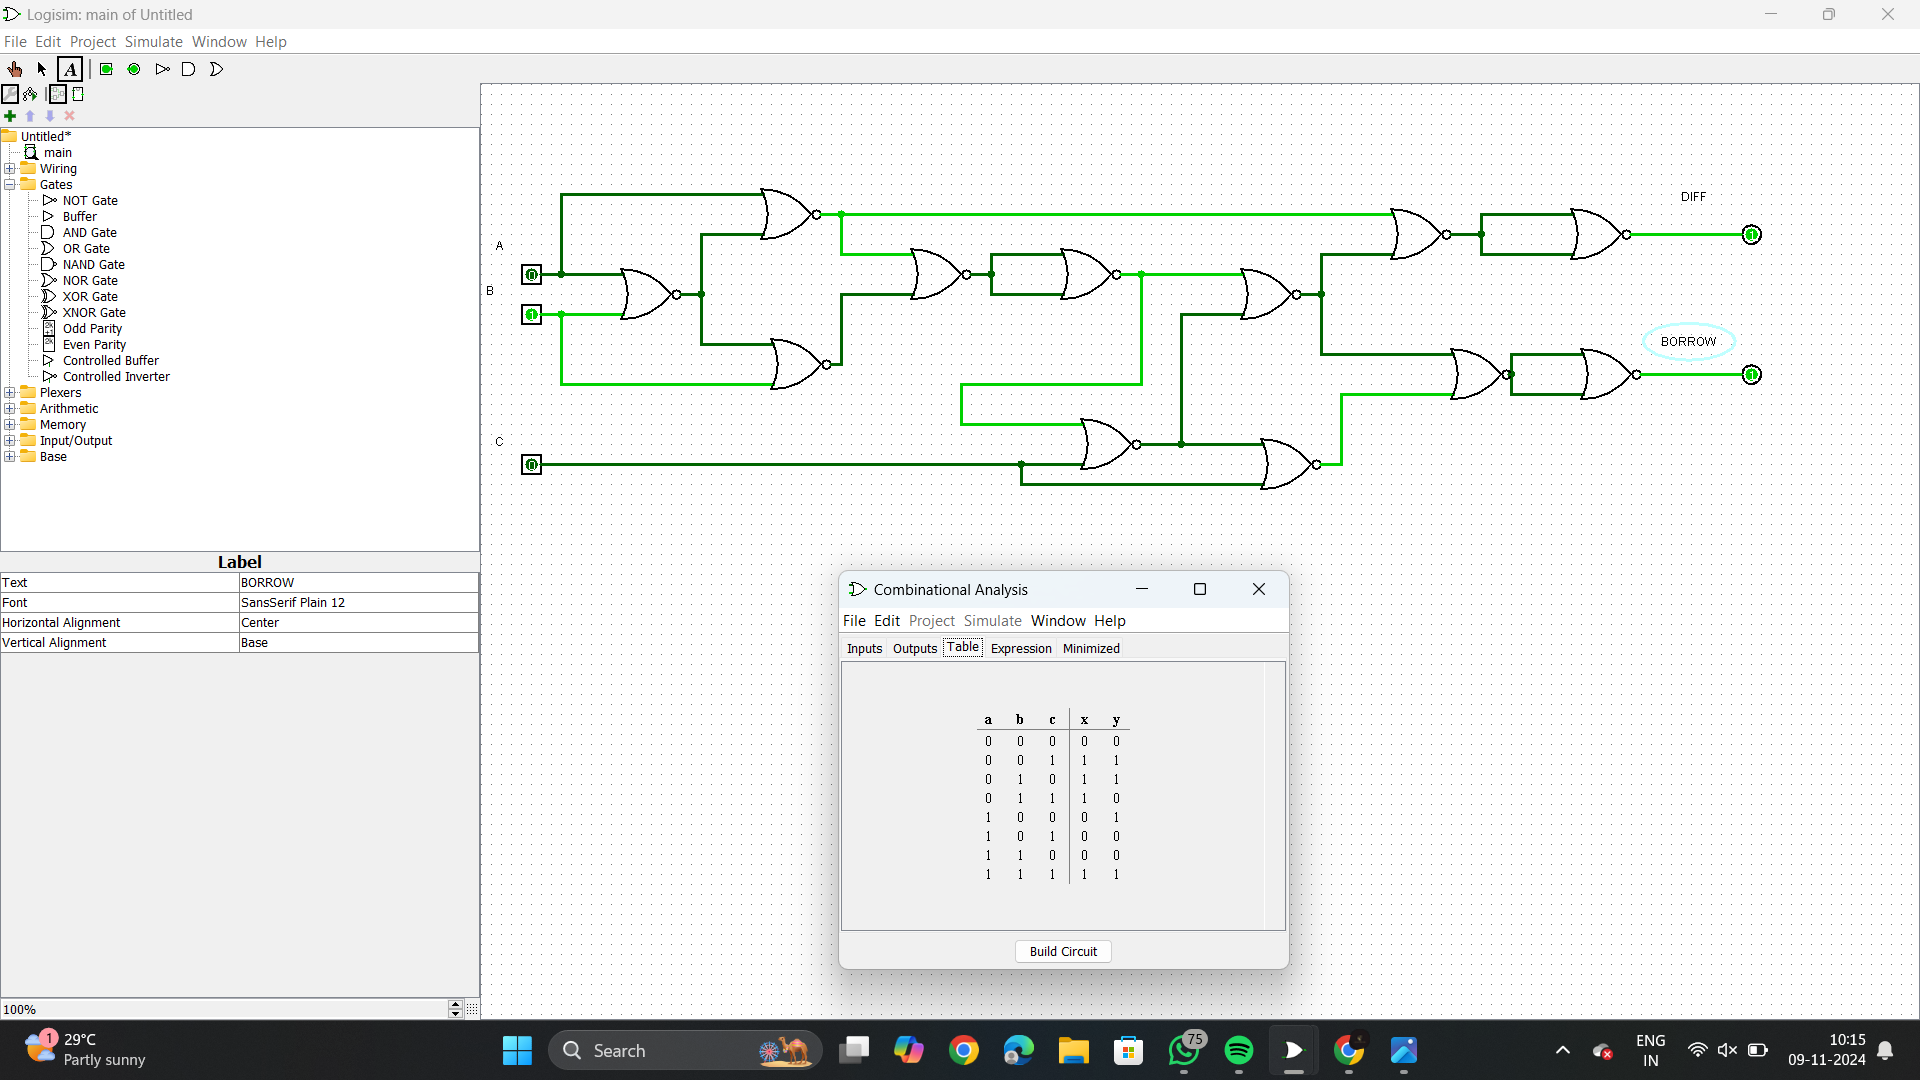 Logisim: main of Untitled
File Edit Project Simulate Window Help
A
Untitled*
main
Wiring
Gates
NOT Gate
Buffer
AND Gate
OR Gate
NAND Gate
NOR Gate
XOR Gate
XNOR Gate
Odd Parity
Even Parity
Controlled Buffer
Controlled Inverter
Plexers
Arithmetic
Memory
Input/Output
Base
Label
Text BORROW
Font SansSerif Plain 12
Horizontal Alignment Center
Vertical Alignment Base
100%
DIFF
A
0
1
B
1
BORROW
1
C
0
Combinational Analysis
File Edit Project Simulate Window Help
Inputs Outputs Table Expression Minimized
a b c x y
0 0 0 0 0
0 0 1 1 1
0 1 0 1 1
0 1 1 1 0
1 0 0 0 1
1 0 1 0 0
1 1 0 0 0
1 1 1 1 1
Build Circuit
1
29°C
Partly sunny
Search
75
ENG
IN
10:15
09-11-2024